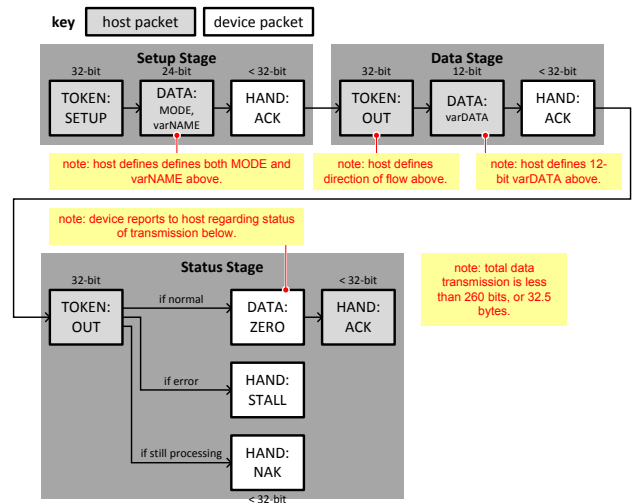 key
host packet
device packet
Setup Stage
32-bit
24-bit
< 32-bit
TOKEN:
SETUP
DATA:
MODE,
varNAME
HAND:
ACK
note: host defines defines both MODE and
varNAME above.
Data Stage
32-bit
12-bit
< 32-bit
TOKEN:
OUT
DATA:
varDATA
HAND:
ACK
note: host defines
direction of flow above.
note: host defines 12-
bit varDATA above.
note: device reports to host regarding status
of transmission below.
Status Stage
32-bit
< 32-bit
TOKEN:
OUT
if normal
DATA:
ZERO
HAND:
ACK
if error
HAND:
STALL
if still processing
HAND:
NAK
< 32-bit
note: total data
transmission is less
than 260 bits, or 32.5
bytes.